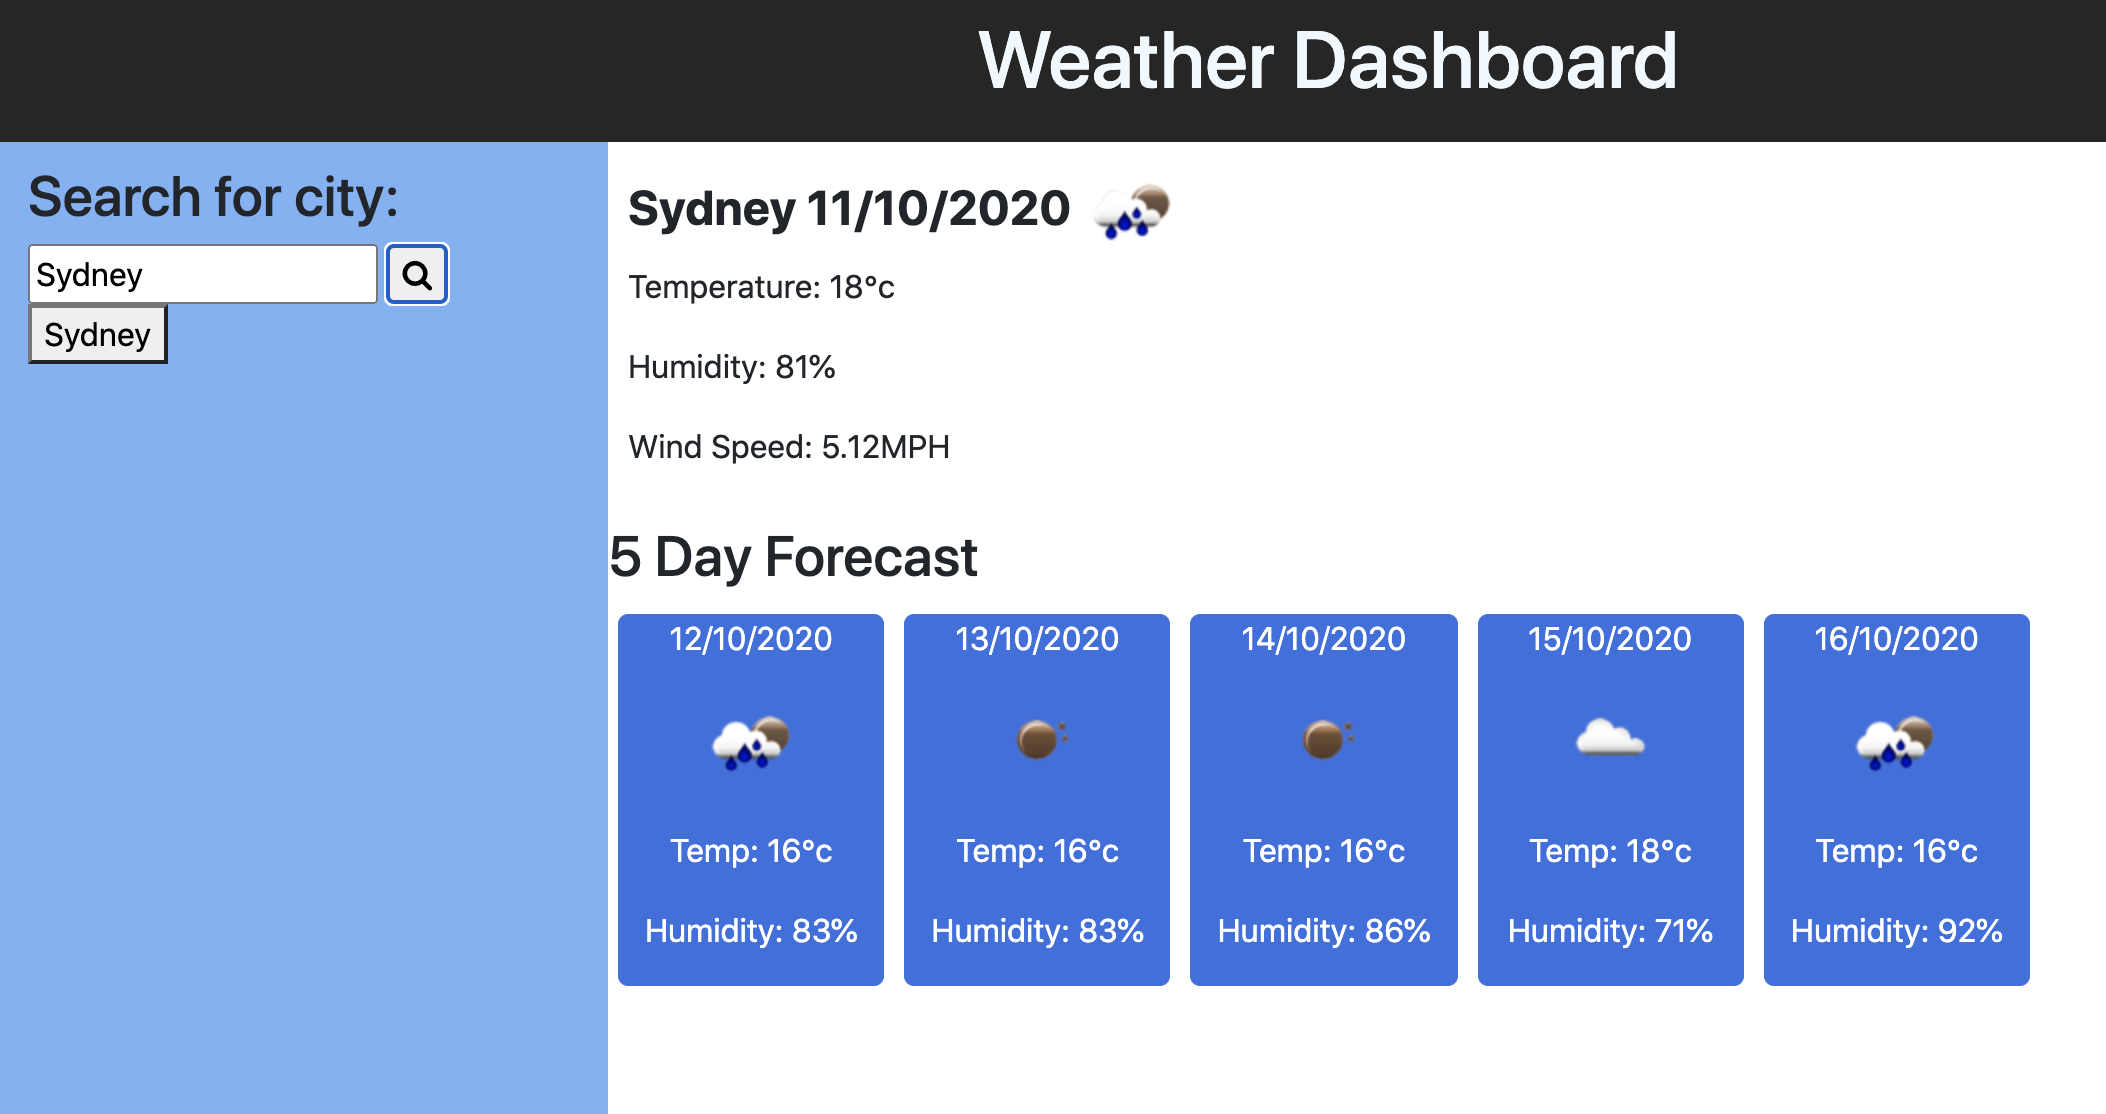 Weather Dashboard
Search for city:
Sydney
Sydney
Sydney 11/10/2020
Temperature: 18°c
Humidity: 81%
Wind Speed: 5.12MPH
5 Day Forecast
12/10/2020
Temp: 16°c
Humidity: 83%
13/10/2020
Temp: 16°c
Humidity: 83%
14/10/2020
Temp: 16°c
Humidity: 86%
15/10/2020
Temp: 18°c
Humidity: 71%
16/10/2020
Temp: 16°c
Humidity: 92%